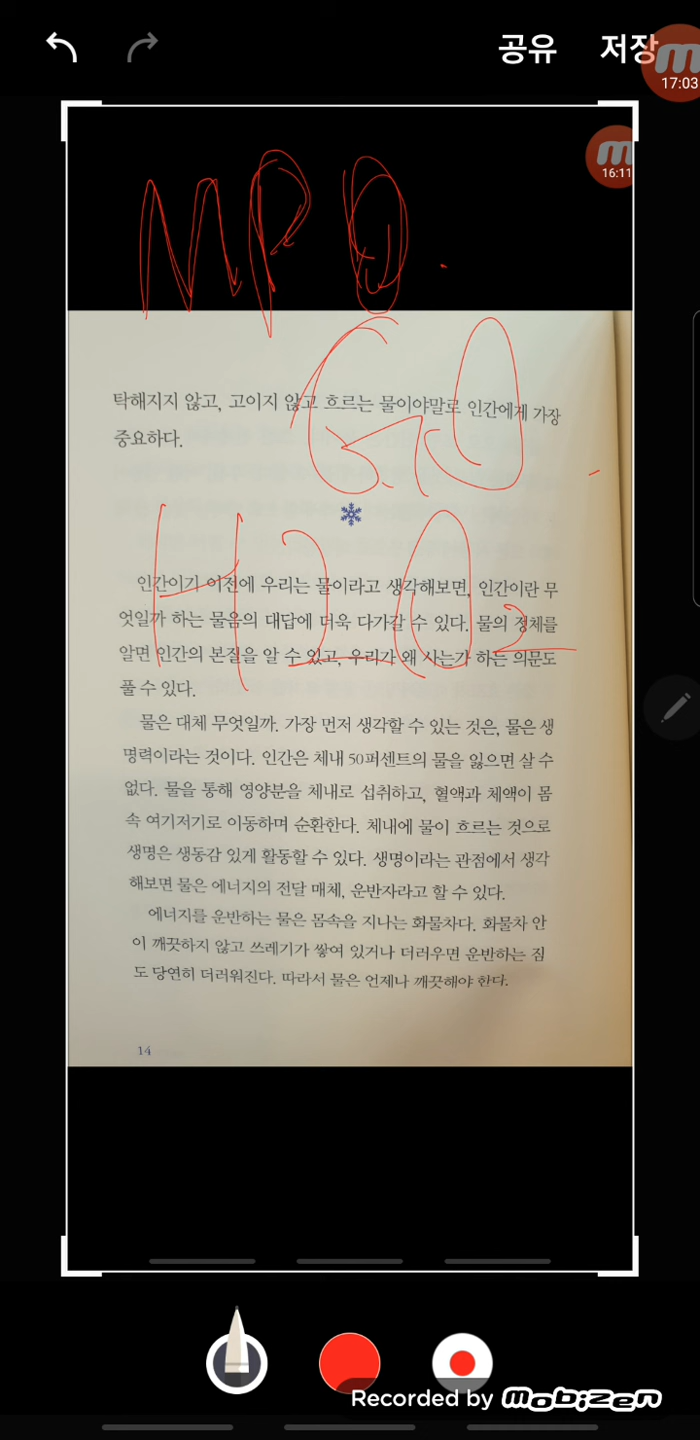 공유 저장
17:03
16:11
MPO.
탁해지지 않고, 고이지 않고 흐르는 물이야말로 인간에게 가장
중요하다.
인간이기 이전에 우리는 물이라고 생각해보면, 인간이란 무
엇일까 하는 물음의 대답에 더욱 다가갈 수 있다. 물의 정체를
알면 인간의 본질을 알 수 있고, 우리가 왜 사는가 하는 의문도
풀 수 있다.
H2O2
물은 대체 무엇일까. 가장 먼저 생각할 수 있는 것은, 물은 생
명력이라는 것이다. 인간은 체내 50퍼센트의 물을 잃으면 살 수
없다. 물을 통해 영양분을 체내로 섭취하고, 혈액과 체액이 몸
속 여기저기로 이동하며 순환한다. 체내에 물이 흐르는 것으로
생명은 생동감 있게 활동할 수 있다. 생명이라는 관점에서 생각
해보면 물은 에너지의 전달 매체, 운반자라고 할 수 있다.
에너지를 운반하는 물은 몸속을 지나는 화물차다. 화물차 안
이 깨끗하지 않고 쓰레기가 쌓여 있거나 더러우면 운반하는 짐
도 당연히 더러워진다. 따라서 물은 언제나 깨끗해야 한다.
14
Recorded by mobizen